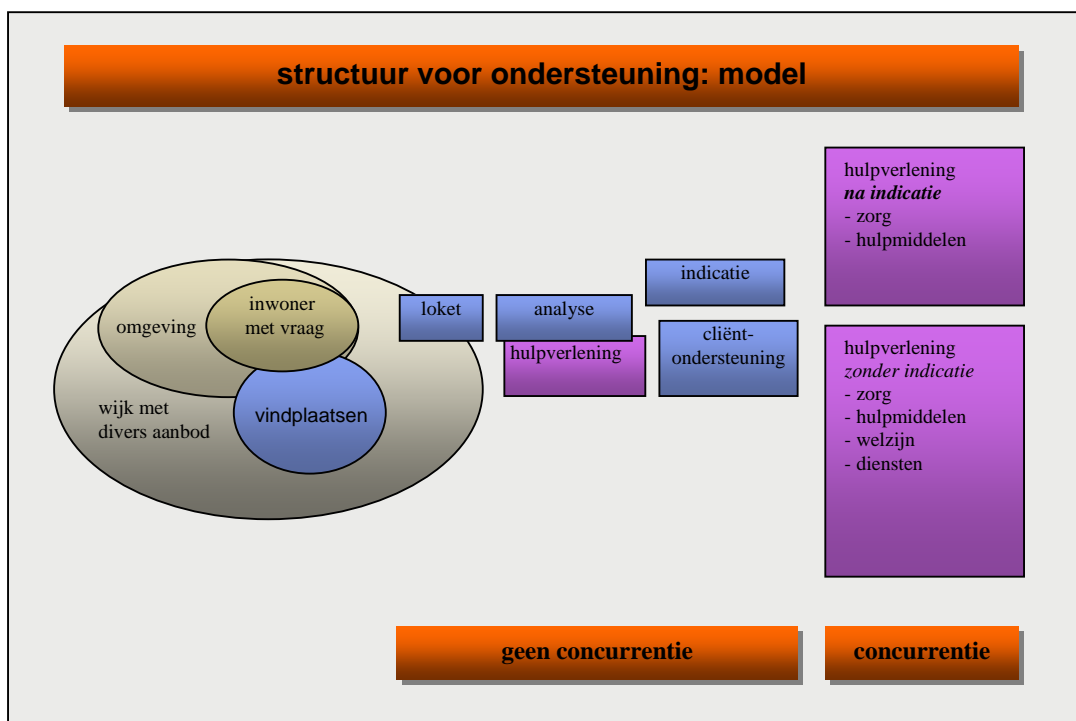 structuur voor ondersteuning: model
omgeving
inwoner
met vraag
wijk met
divers aanbod
vindplaatsen
loket
analyse
hulpverlening
indicatie
cliënt-
ondersteuning
hulpverlening
na indicatie
- zorg
- hulpmiddelen
hulpverlening
zonder indicatie
- zorg
- hulpmiddelen
- welzijn
- diensten
geen concurrentie
concurrentie